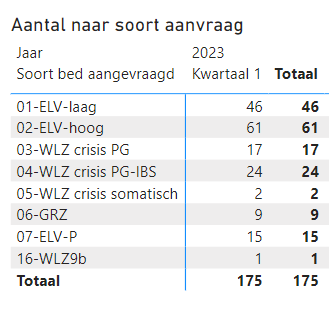 Aantal naar soort aanvraag
Jaar 2023
Soort bed aangevraagd Kwartaal 1 Totaal
01-ELV-laag 46 46
02-ELV-hoog 61 61
03-WLZ crisis PG 17 17
04-WLZ crisis PG-IBS 24 24
05-WLZ crisis somatisch 2 2
06-GRZ 9 9
07-ELV-P 15 15
16-WLZ9b 1 1
Totaal 175 175